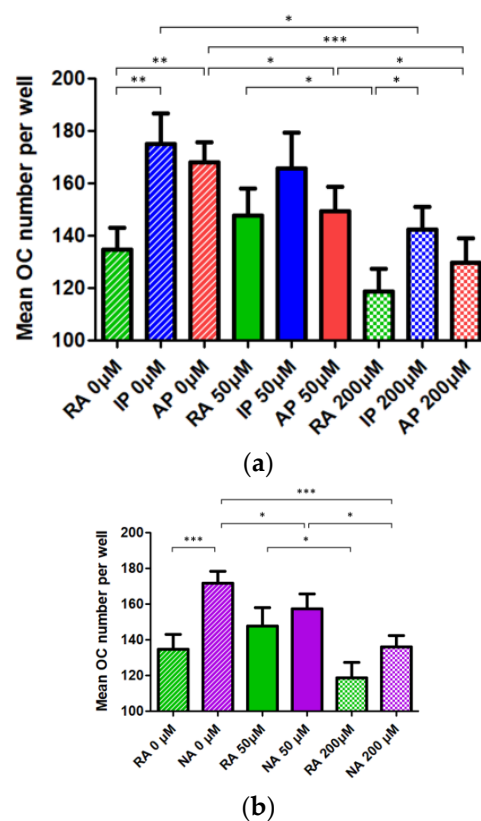 *
***
** * *
** * *
Mean OC number per well
200
180
160
140
120
100
RA 0µM IP 0µM AP 0µM RA 50µM IP 50µM AP 50µM RA 200µM IP 200µM AP 200µM
(a)
***
* *
*** *
Mean OC number per well
200
180
160
140
120
100
RA 0 µM NA 0 µM RA 50µM NA 50 µM RA 200µM NA 200 µM
(b)